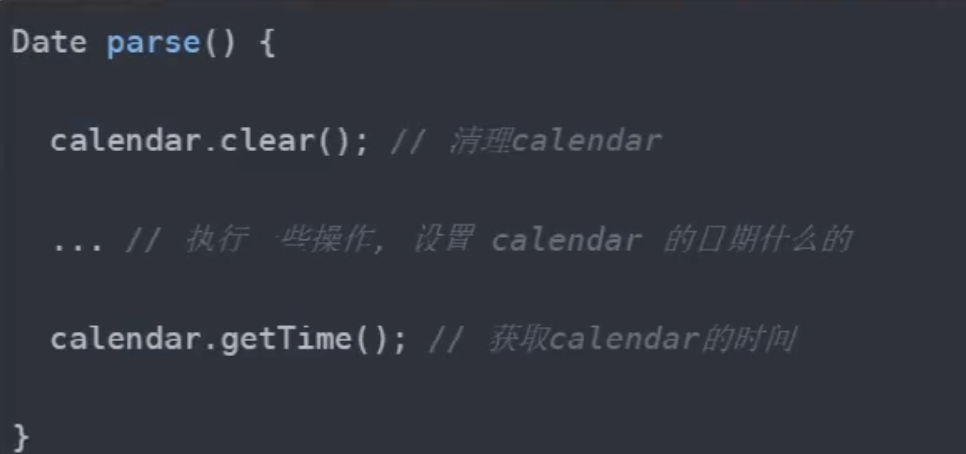 Date parse() {
calendar.clear(); // 清理calendar
... // 执行一些操作, 设置 calendar 的日期什么的
calendar.getTime(); // 获取calendar的时间
}